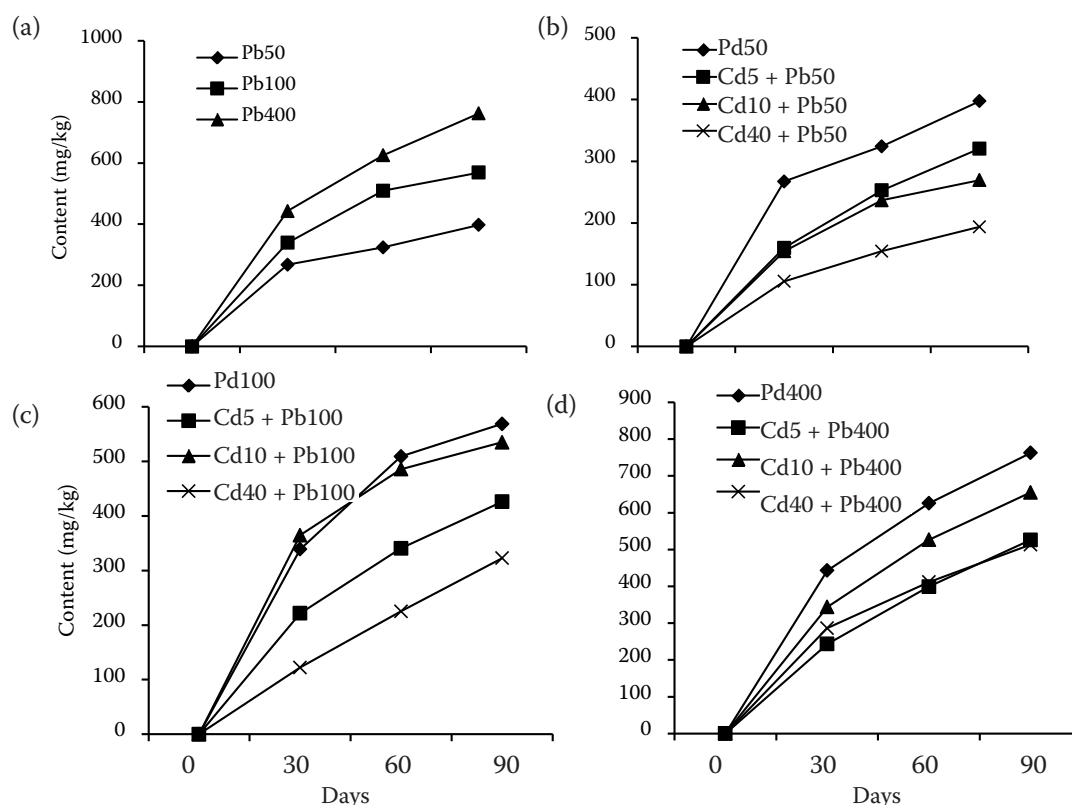 (a)
Content (mg/kg)
1000
800
600
400
200
0
Pb50
Pb100
Pb400
(b)
500
400
300
200
100
0
Pd50
Cd5 + Pb50
Cd10 + Pb50
Cd40 + Pb50
(c)
Content (mg/kg)
600
500
400
300
200
100
0
Pd100
Cd5 + Pb100
Cd10 + Pb100
Cd40 + Pb100
0 30 60 90
Days
(d)
900
800
700
600
500
400
300
200
100
0
Pd400
Cd5 + Pb400
Cd10 + Pb400
Cd40 + Pb400
0 30 60 90
Days